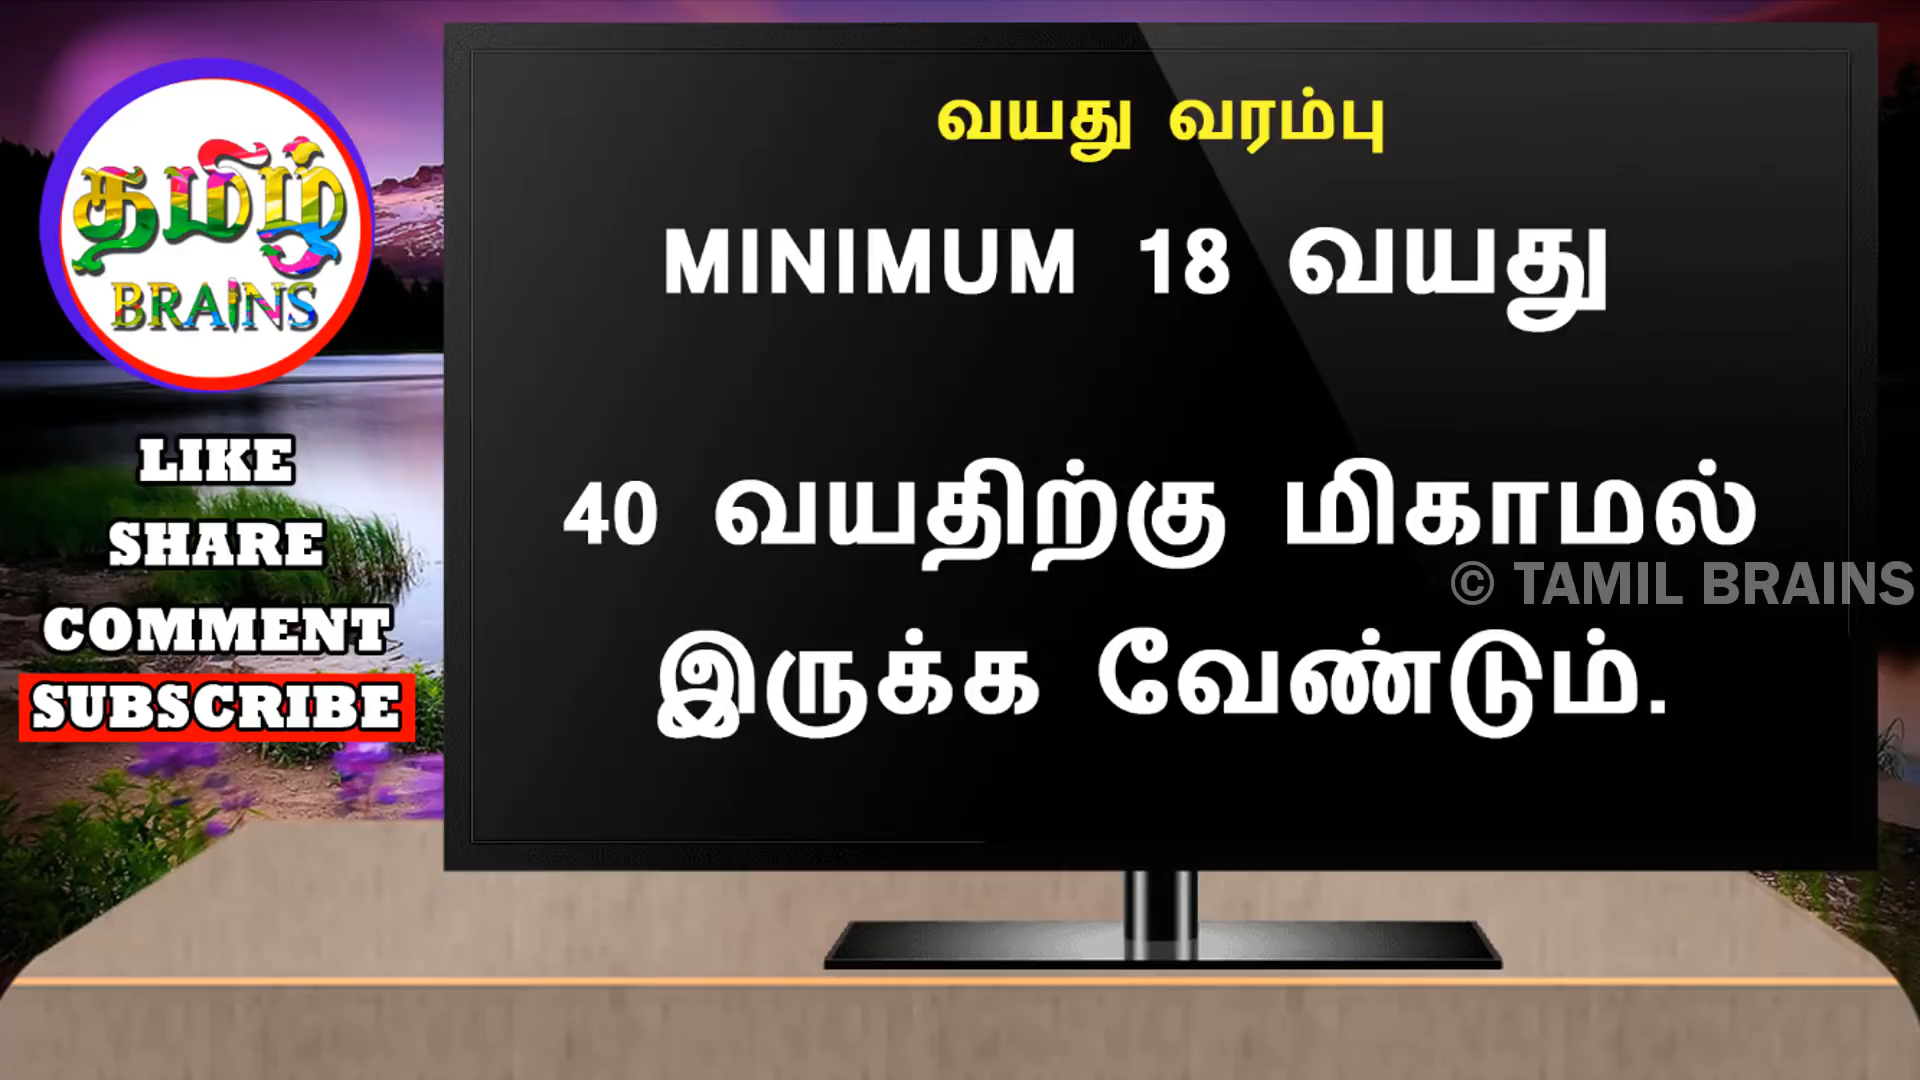 தமிழ்
BRAINS
LIKE
SHARE
COMMENT
SUBSCRIBE
வயது வரம்பு
MINIMUM 18 வயது
40 வயதிற்கு மிகாமல்
இருக்க வேண்டும்.
© TAMIL BRAINS